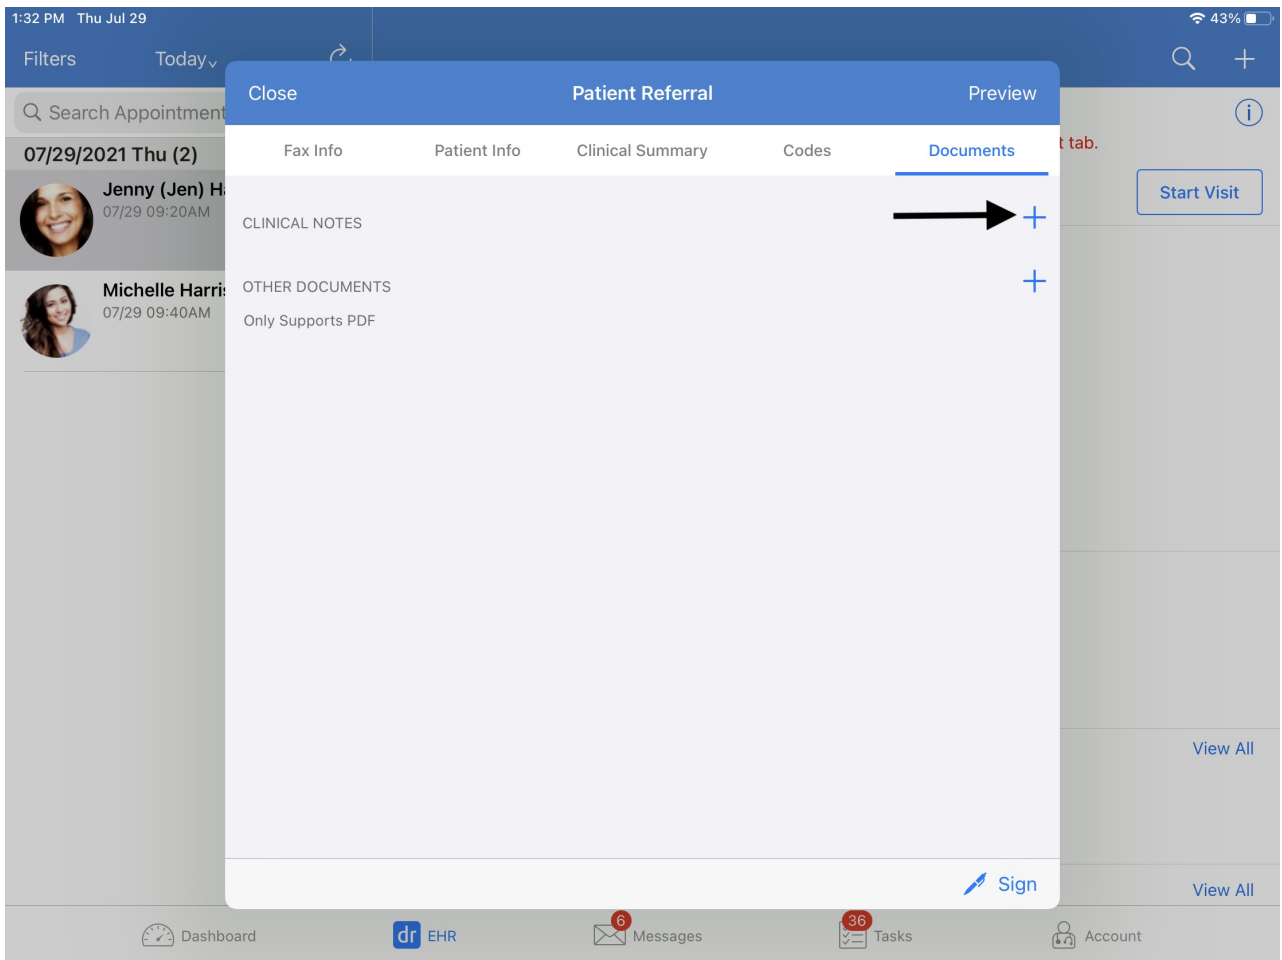 1:32 PM Thu Jul 29
43%
Filters
Today
Search Appointment
07/29/2021 Thu (2)
Jenny (Jen) H
07/29 09:20AM
Michelle Harri
07/29 09:40AM
Close
Patient Referral
Preview
Fax Info
Patient Info
Clinical Summary
Codes
Documents
CLINICAL NOTES
OTHER DOCUMENTS
Only Supports PDF
Sign
t tab.
Start Visit
View All
View All
Dashboard
dr EHR
6
Messages
36
Tasks
Account